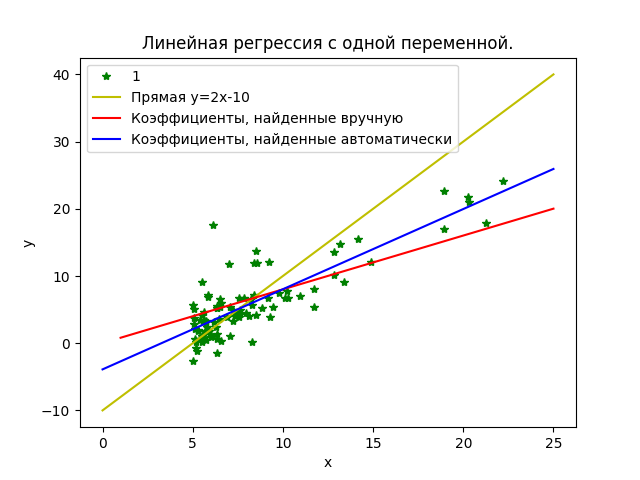 Линейная регрессия с одной переменной.
1
Прямая y=2x-10
Коэффициенты, найденные вручную
Коэффициенты, найденные автоматически
40
30
20
10
0
−10
y
0 5 10 15 20 25
x